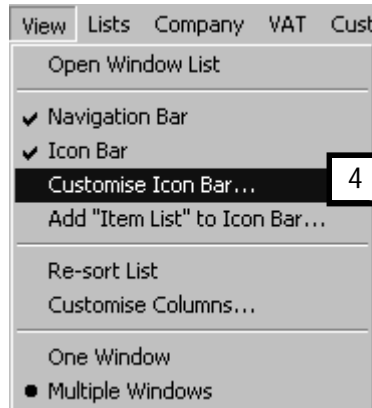 View Lists Company VAT Cust
Open Window List
✔ Navigation Bar
✔ Icon Bar
Customise Icon Bar... 4
Add "Item List" to Icon Bar...
Re-sort List
Customise Columns...
One Window
● Multiple Windows